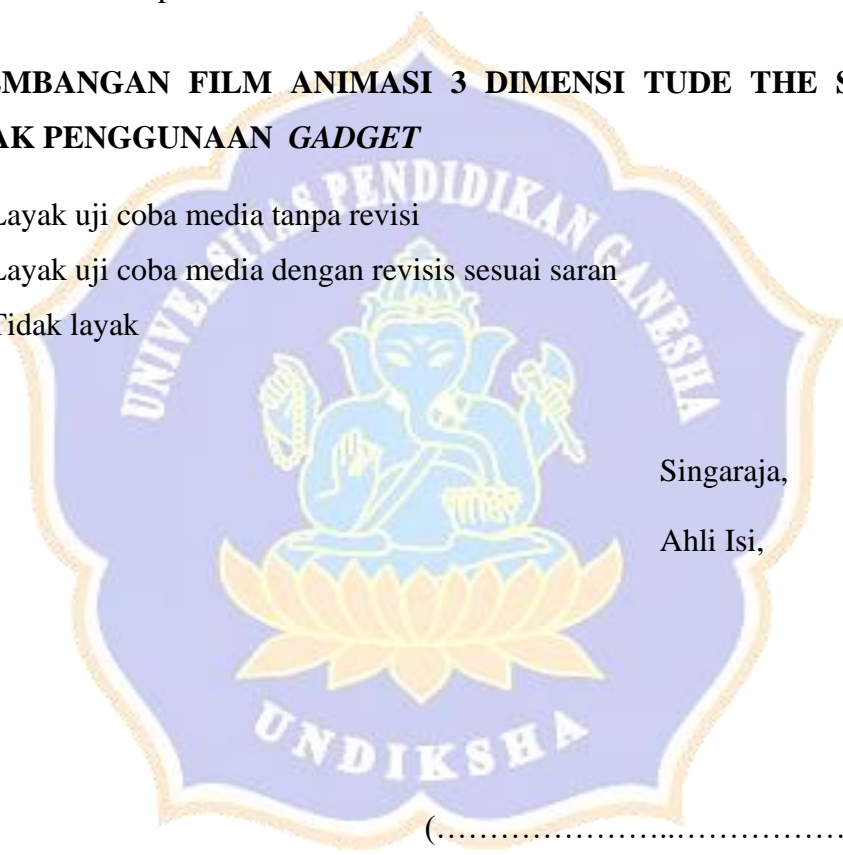 EMBANGAN FILM ANIMASI 3 DIMENSI TUDE THE S
AK PENGGUNAAN GADGET
Layak uji coba media tanpa revisi
Layak uji coba media dengan revisis sesuai saran
Tidak layak
UNIVERSITAS PENDIDIKAN GANESHA
Singaraja,
Ahli Isi,
UNDIKSHA
(…………………..………………